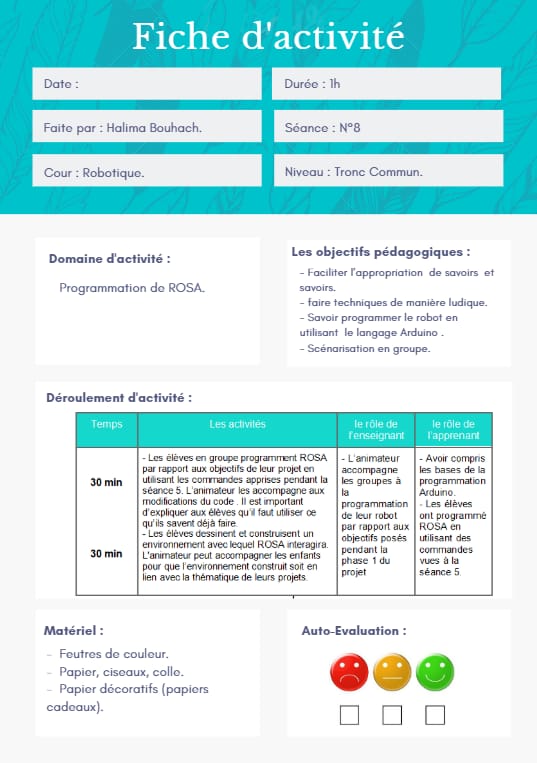 Fiche d'activité
Date :
Durée : 1h
Faite par : Halima Bouhach.
Séance : N°8
Cour : Robotique.
Niveau : Tronc Commun.
Domaine d'activité :
Programmation de ROSA.
Les objectifs pédagogiques :
- Faciliter l'appropriation de savoirs et
savoirs.
- faire techniques de manière ludique.
- Savoir programmer le robot en
utilisant le langage Arduino .
- Scénarisation en groupe.
Déroulement d'activité :
Temps
Les activités
le rôle de
l'enseignant
le rôle de
l'apprenant
30 min
- Les élèves en groupe programment ROSA
par rapport aux objectifs de leur projet en
utilisant les commandes apprises pendant la
séance 5. L'animateur les accompagne aux
modifications du code . Il est important
d'expliquer aux élèves qu'il faut utiliser ce
qu'ils savent déjà faire.
30 min
- Les élèves dessinent et construisent un
environnement avec lequel ROSA interagira.
L'animateur peut accompagner les enfants
pour que l'environnement construit soit en
lien avec la thématique de leurs projets.
- L'animateur
accompagne
les groupes à
la
programmation
de leur robot
par rapport aux
objectifs posés
pendant la
phase 1 du
projet
- Avoir compris
les bases de la
programmation
Arduino.
- Les élèves
ont programmé
ROSA en
utilisant des
commandes
vues à la
séance 5.
Matériel :
- Feutres de couleur.
- Papier, ciseaux, colle.
- Papier décoratifs (papiers
cadeaux).
Auto-Evaluation :